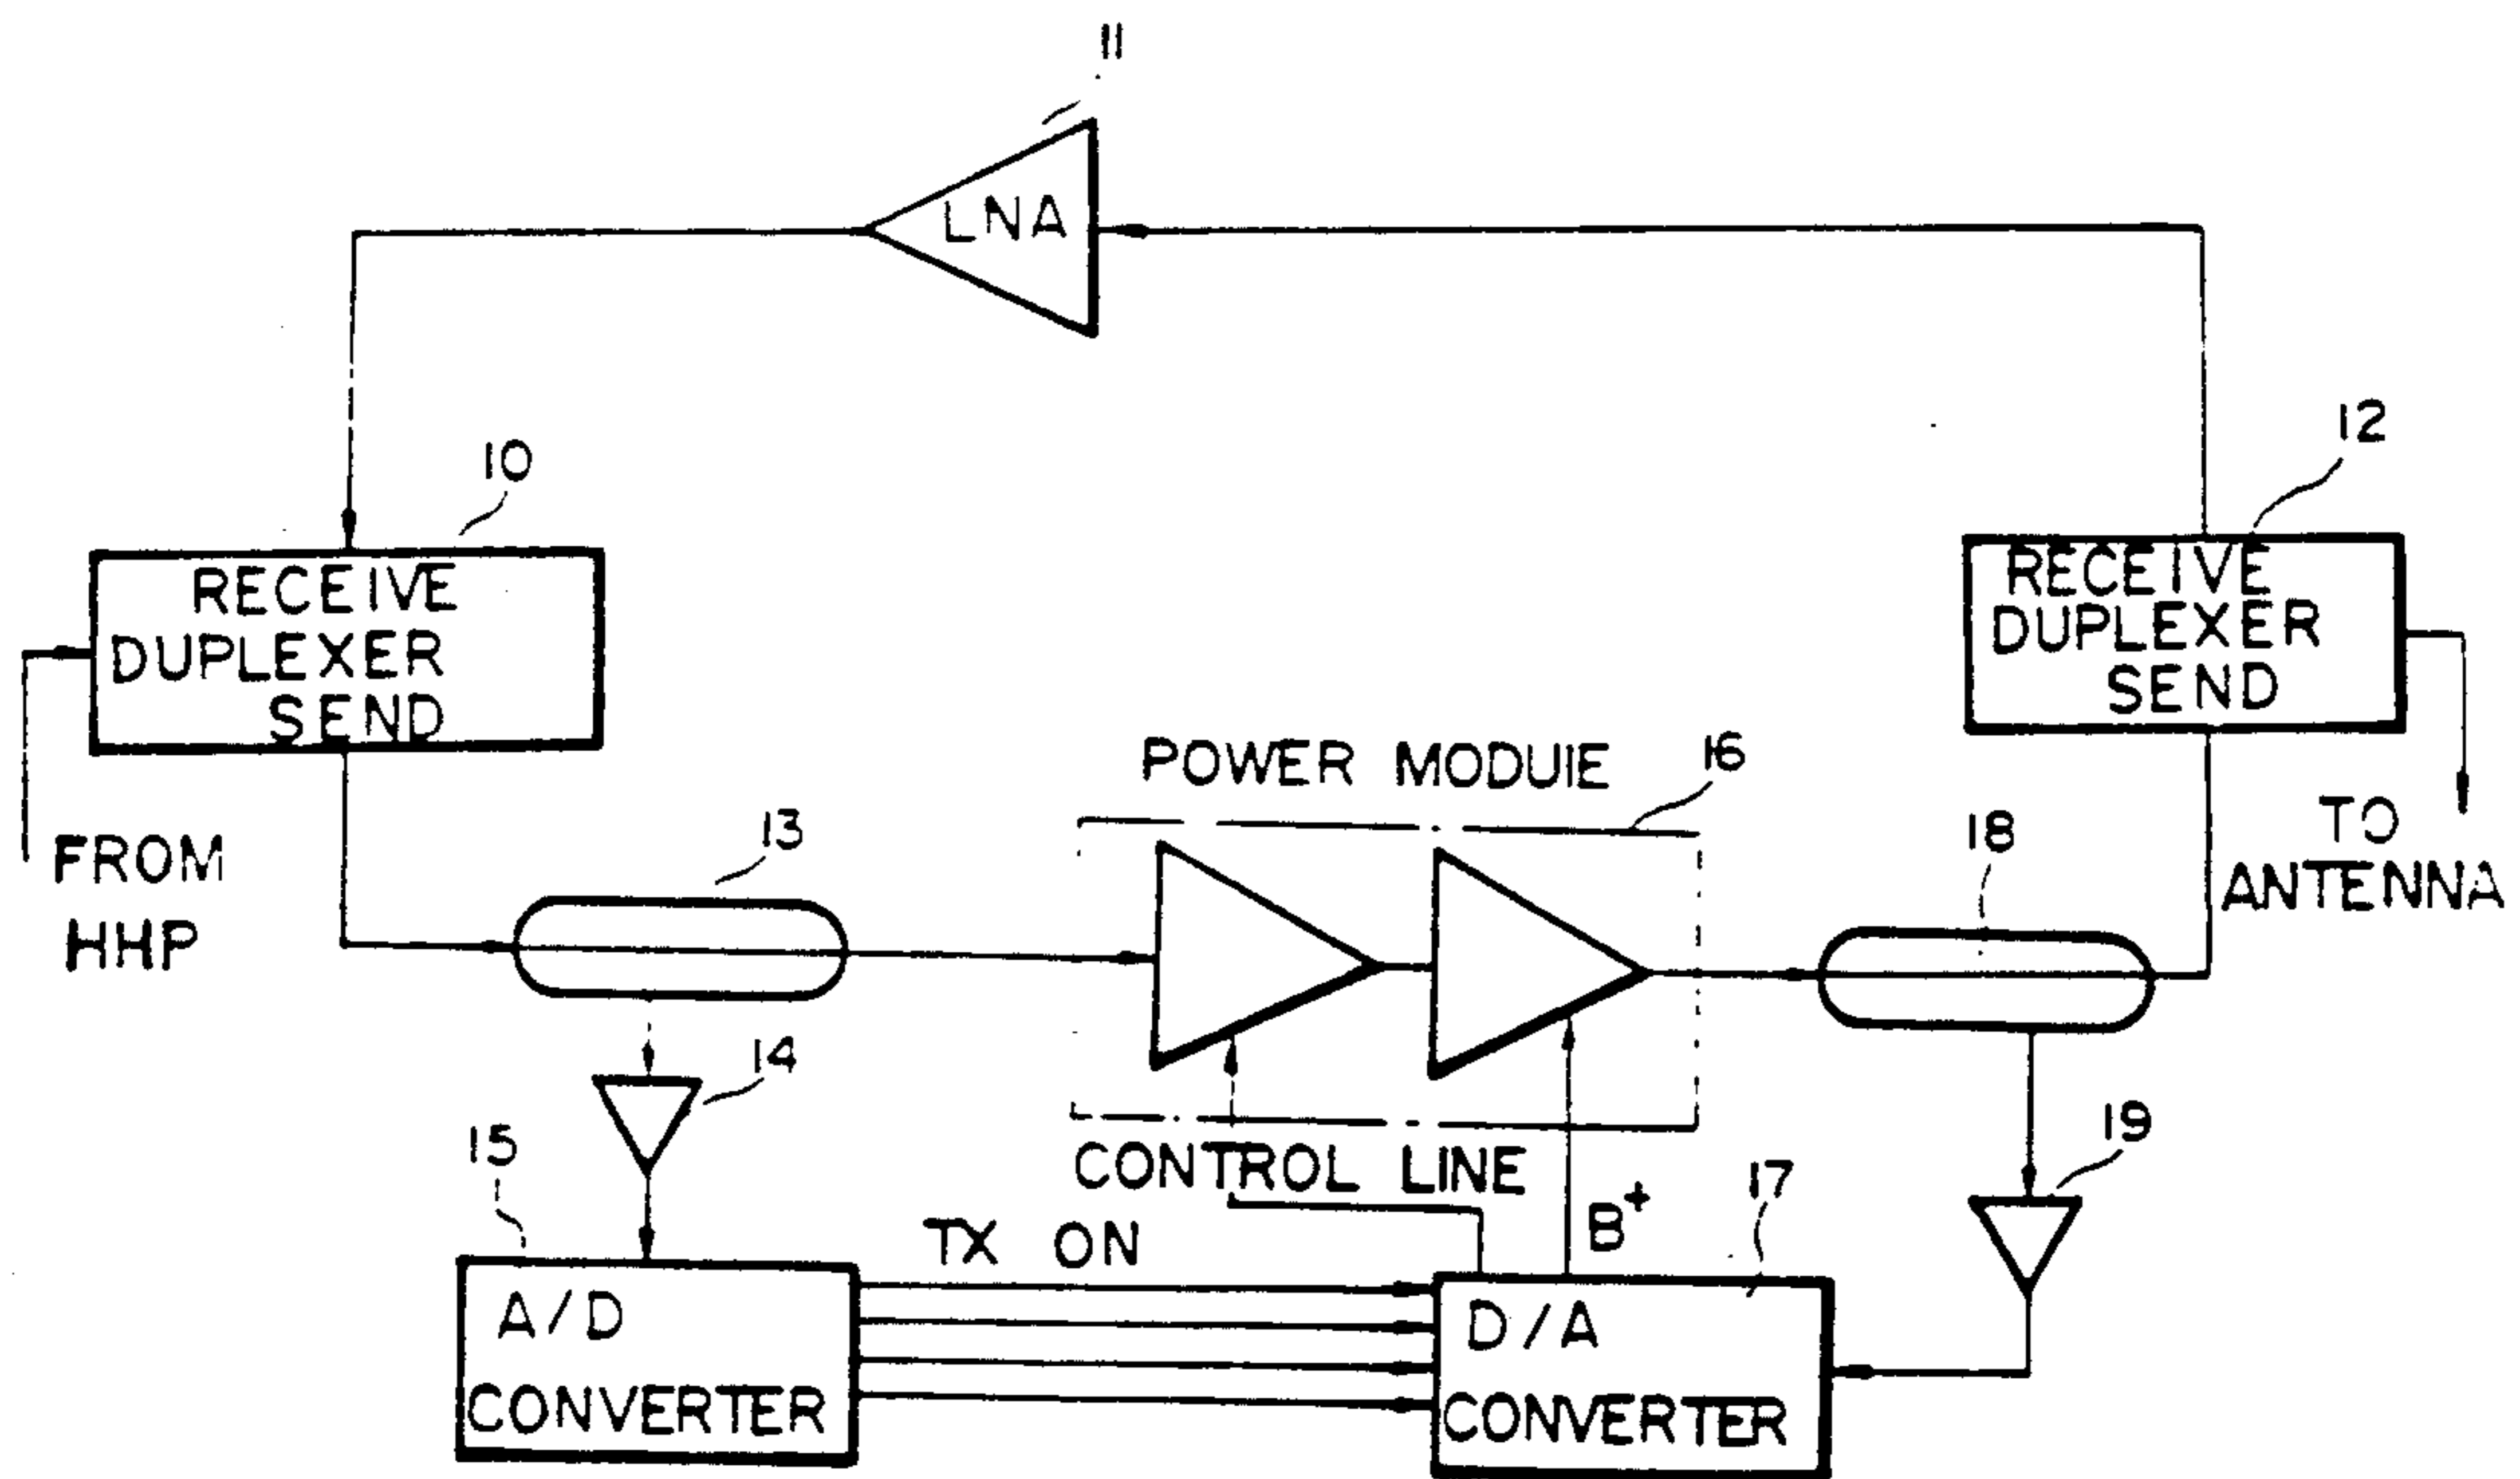 11
LNA
10
12
RECEIVE
DUPLEXER
SEND
RECEIVE
DUPLEXER
SEND
POWER MODUIE
16
13
18
FROM
HHP
TO
ANTENNA
14
15
CONTROL LINE
17
19
TX ON
B+
A/D
CONVERTER
D/A
CONVERTER